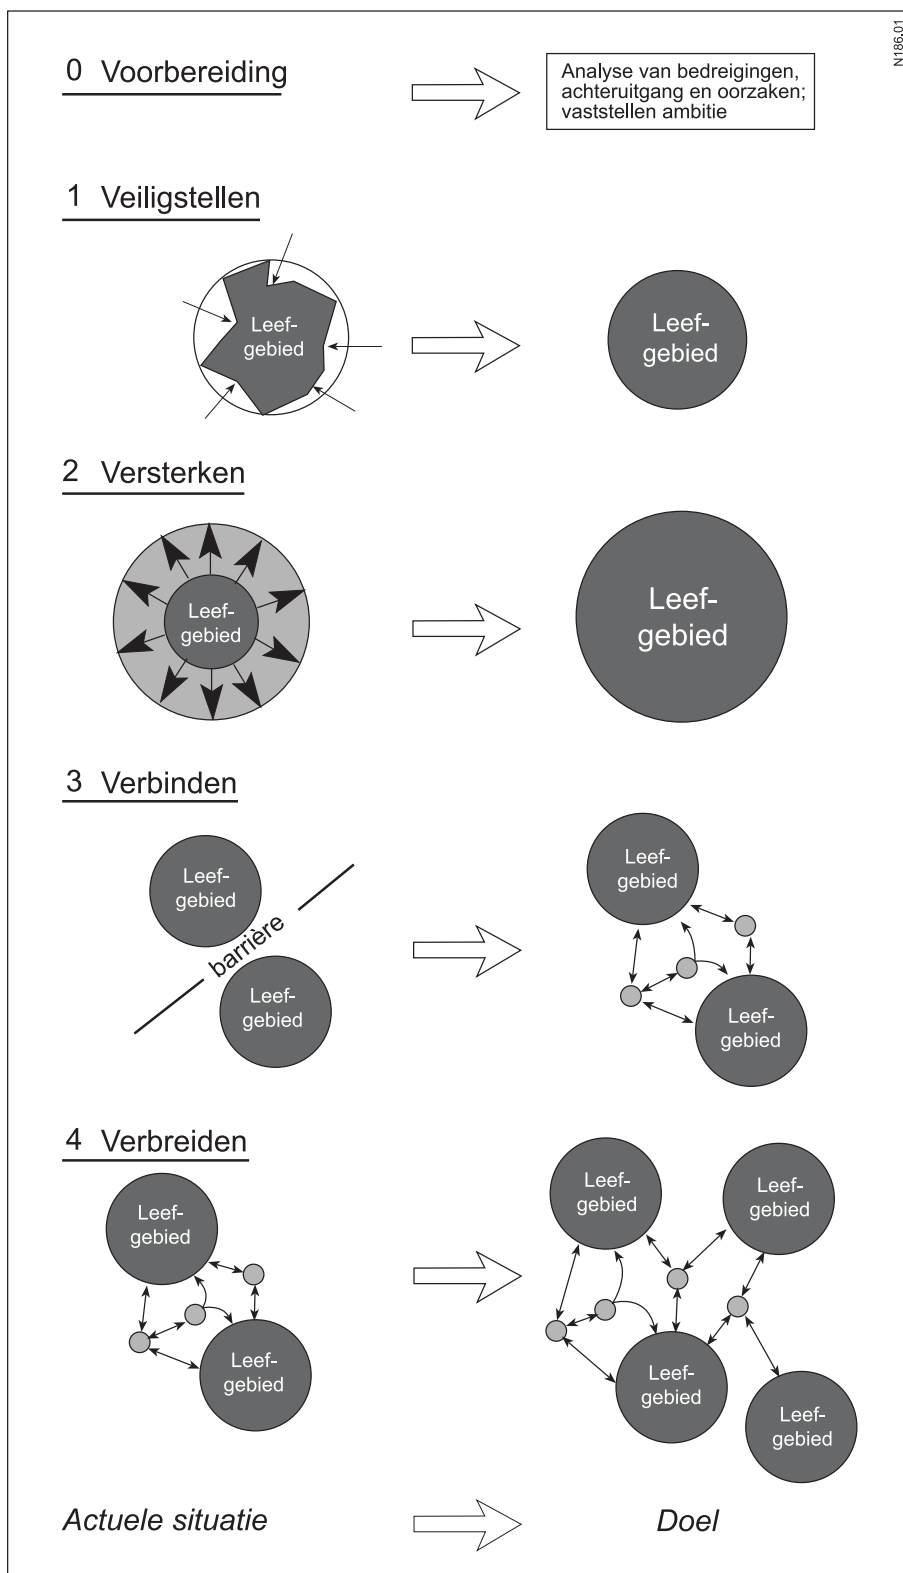 N186.01
0 Voorbereiding
Analyse van bedreigingen,
achteruitgang en oorzaken;
vaststellen ambitie
1 Veiligstellen
Leef-
gebied
Leef-
gebied
2 Versterken
Leef-
gebied
Leef-
gebied
3 Verbinden
Leef-
gebied
barrière
Leef-
gebied
Leef-
gebied
Leef-
gebied
4 Verbreiden
Leef-
gebied
Leef-
gebied
Leef-
gebied
Leef-
gebied
Leef-
gebied
Leef-
gebied
Actuele situatie
Doel